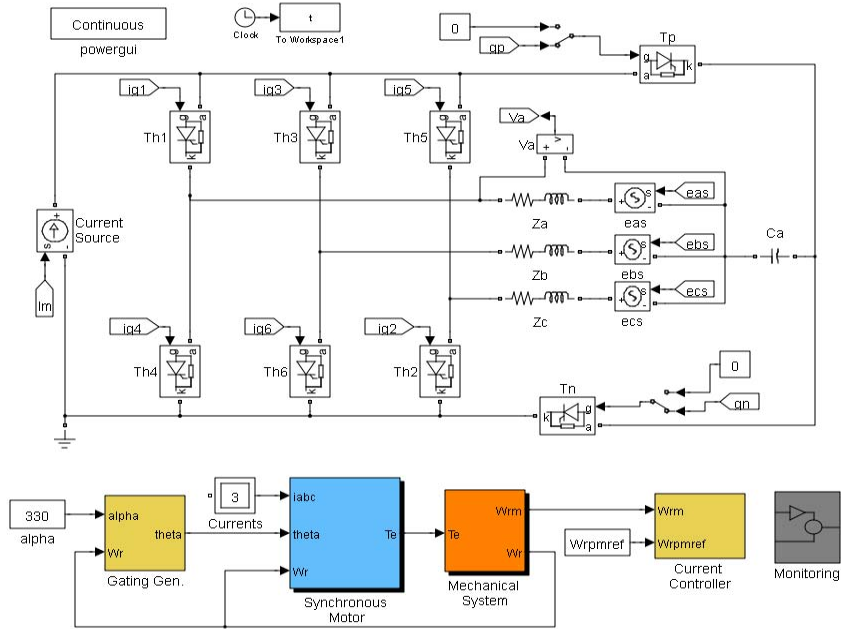 Continuous
powergui
Clock
t
To Workspace1
0
gp
Tp
g
a
k
ig1
ig3
ig5
g
a
k
Th1
g
a
k
Th3
g
a
k
Th5
Va
Va
+
v
-
Current
Source
+
-
s
Im
Za
+
s
-
eas
eas
Zb
+
s
-
ebs
ebs
Zc
+
s
-
ecs
ecs
Ca
ig4
ig6
ig2
g
a
k
Th4
g
a
k
Th6
g
a
k
Th2
Tn
k
g
a
0
gn
330
alpha
alpha
Wr
theta
Gating Gen.
3
Currents
iabc
theta
Wr
Te
Synchronous
Motor
Te
Wrm
Wr
Mechanical
System
Wrpmref
Wrm
Wrpmref
Current
Controller
Monitoring